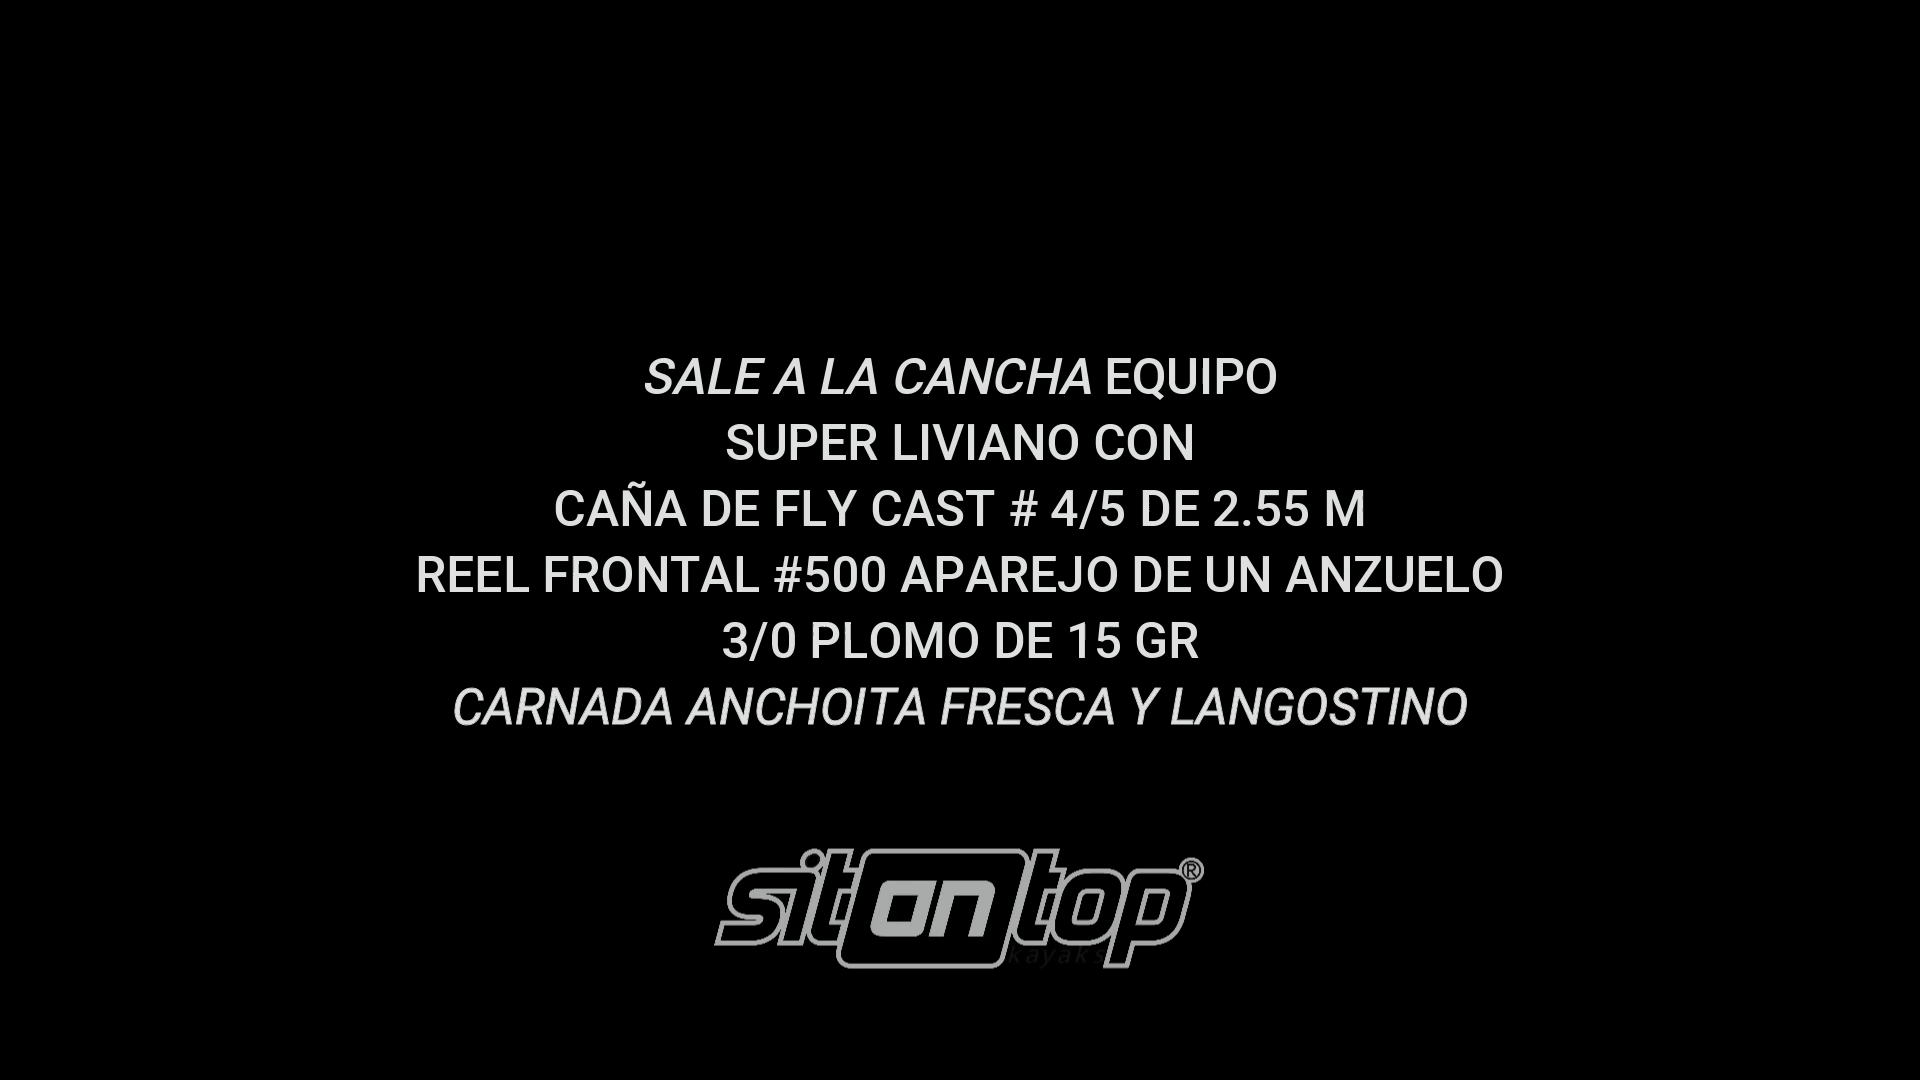 SALE A LA CANCHA EQUIPO
SUPER LIVIANO CON
CAÑA DE FLY CAST # 4/5 DE 2.55 M
REEL FRONTAL #500 APAREJO DE UN ANZUELO
3/0 PLOMO DE 15 GR
CARNADA ANCHOITA FRESCA Y LANGOSTINO
sitontop®
kayaks